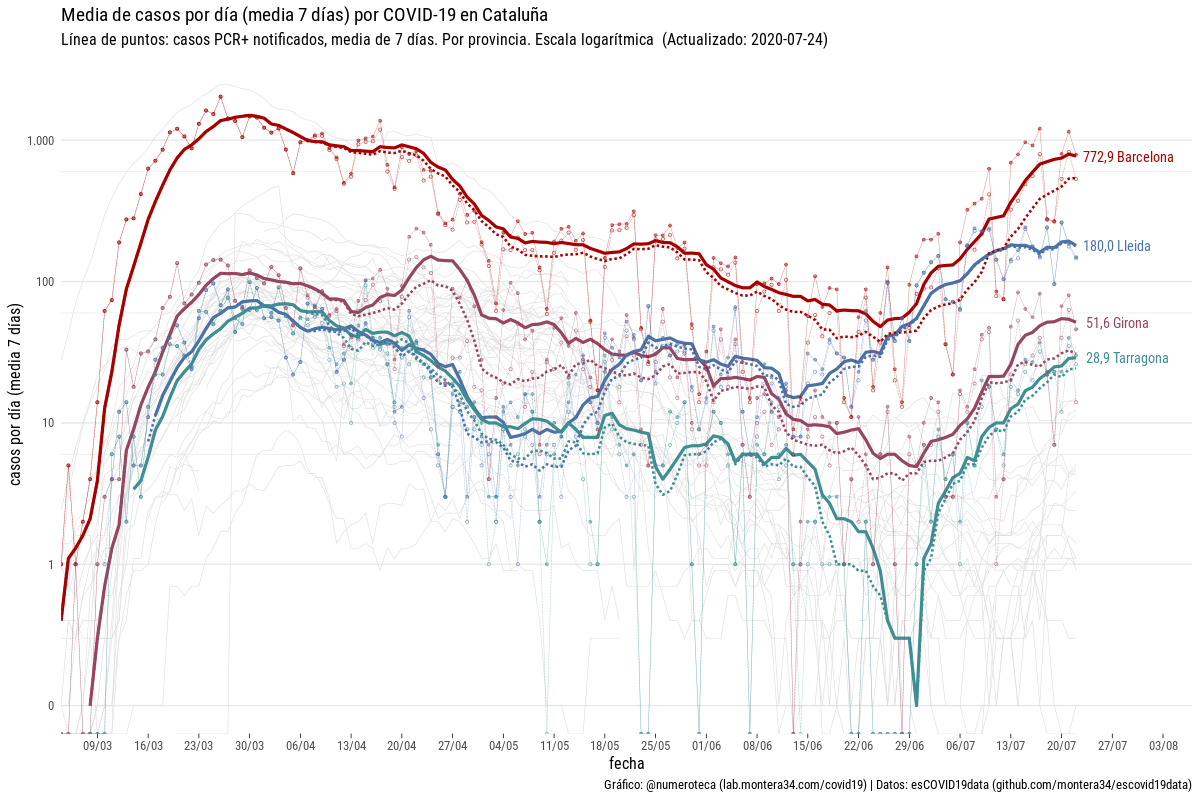 Media de casos por día (media 7 días) por COVID-19 en Cataluña
Línea de puntos: casos PCR+ notificados, media de 7 días. Por provincia. Escala logarítmica (Actualizado: 2020-07-24)
casos por día (media 7 días)
1.000
100
10
1
0
772,9 Barcelona
180,0 Lleida
51,6 Girona
28,9 Tarragona
09/03 16/03 23/03 30/03 06/04 13/04 20/04 27/04 04/05 11/05 18/05 25/05 01/06 08/06 15/06 22/06 29/06 06/07 13/07 20/07 27/07 03/08
fecha
Gráfico: @numeroteca (lab.montera34.com/covid19) | Datos: esCOVID19data (github.com/montera34/escovid19data)